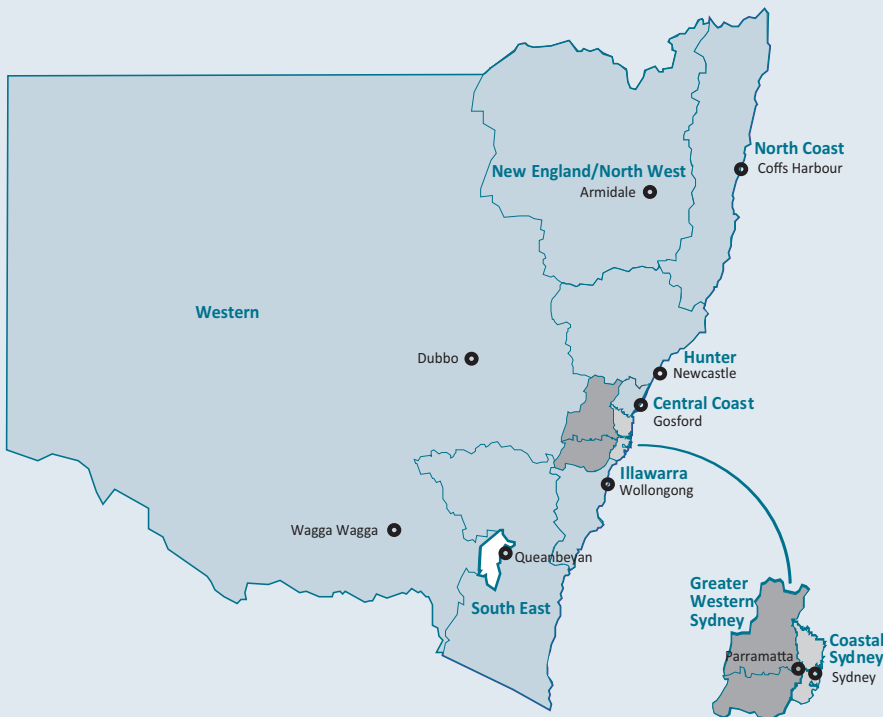 North Coast
Coffs Harbour
New England/North West
Armidale
Western
Dubbo
Hunter
Newcastle
Central Coast
Gosford
Illawarra
Wollongong
Wagga Wagga
Queanbeyan
South East
Greater
Western
Sydney
Coastal
Sydney
Parramatta
Sydney